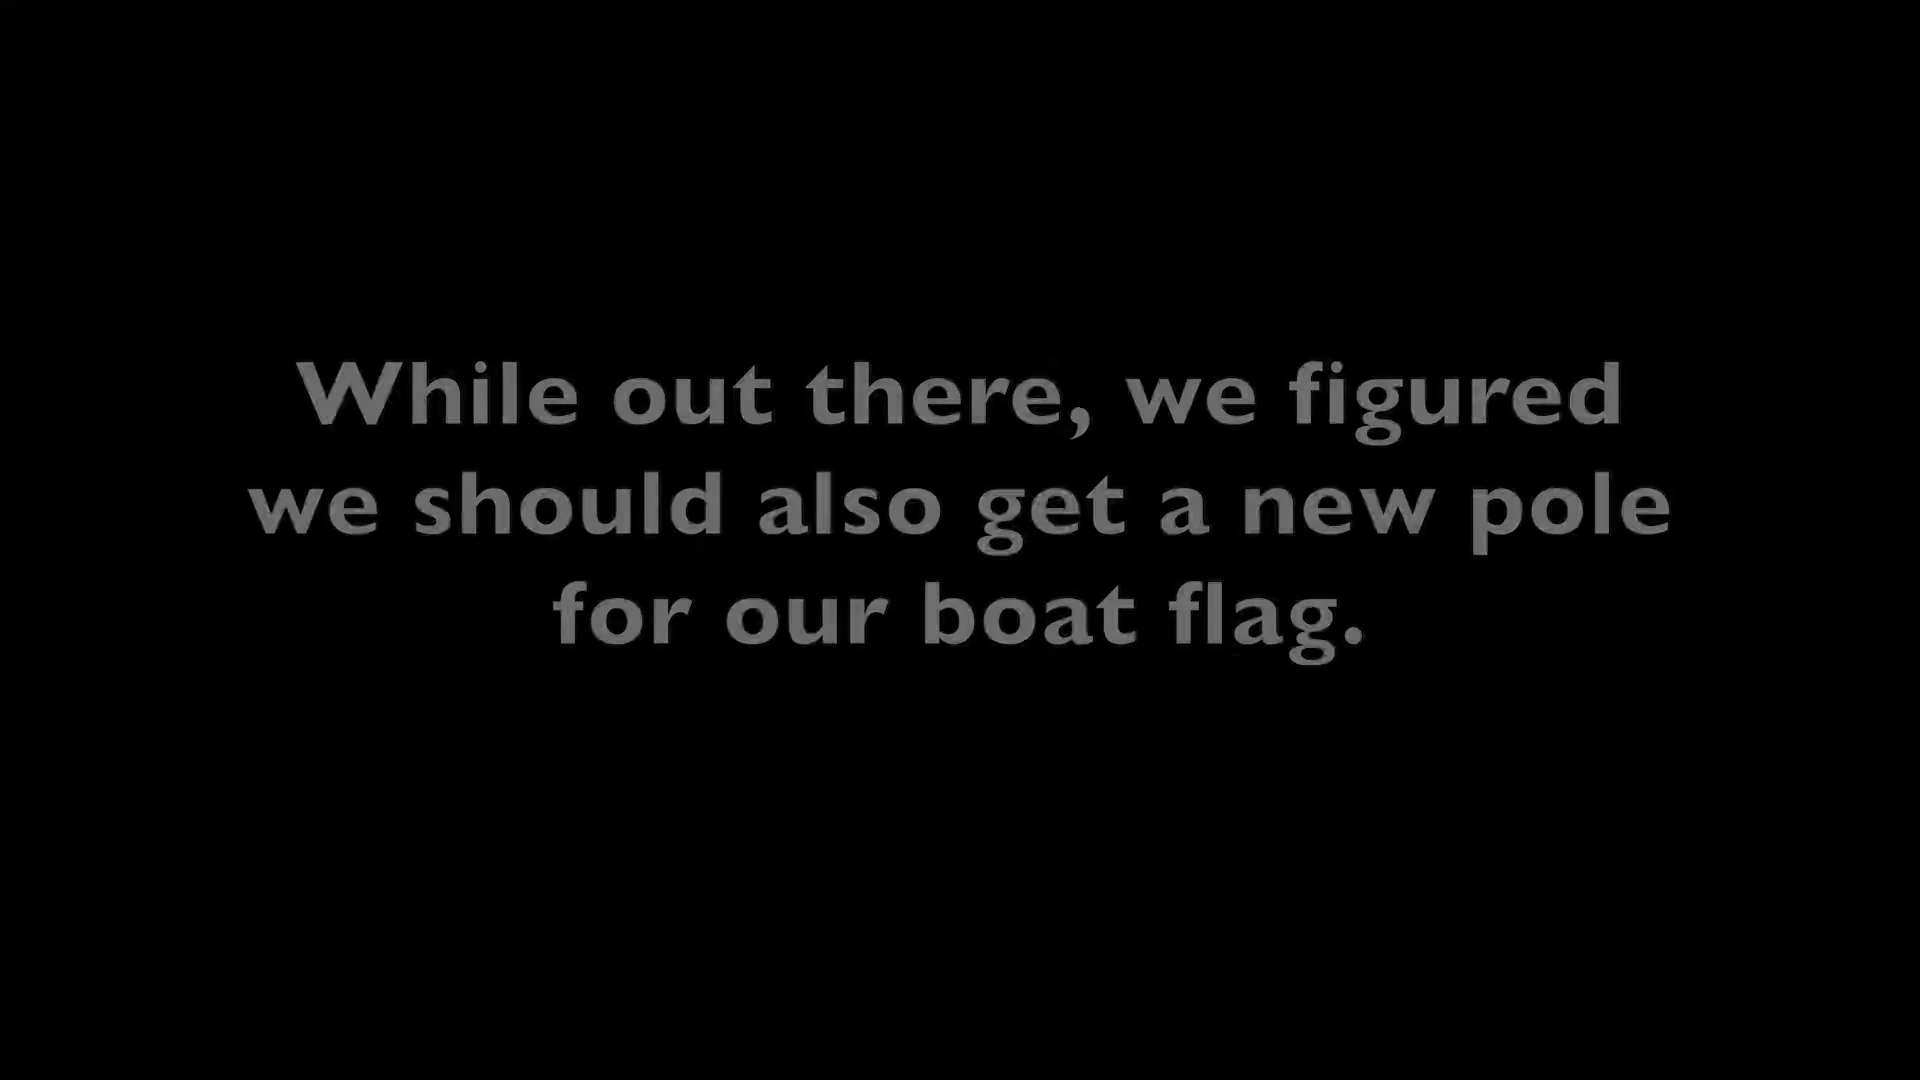 While out there, we figured
we should also get a new pole
for our boat flag.